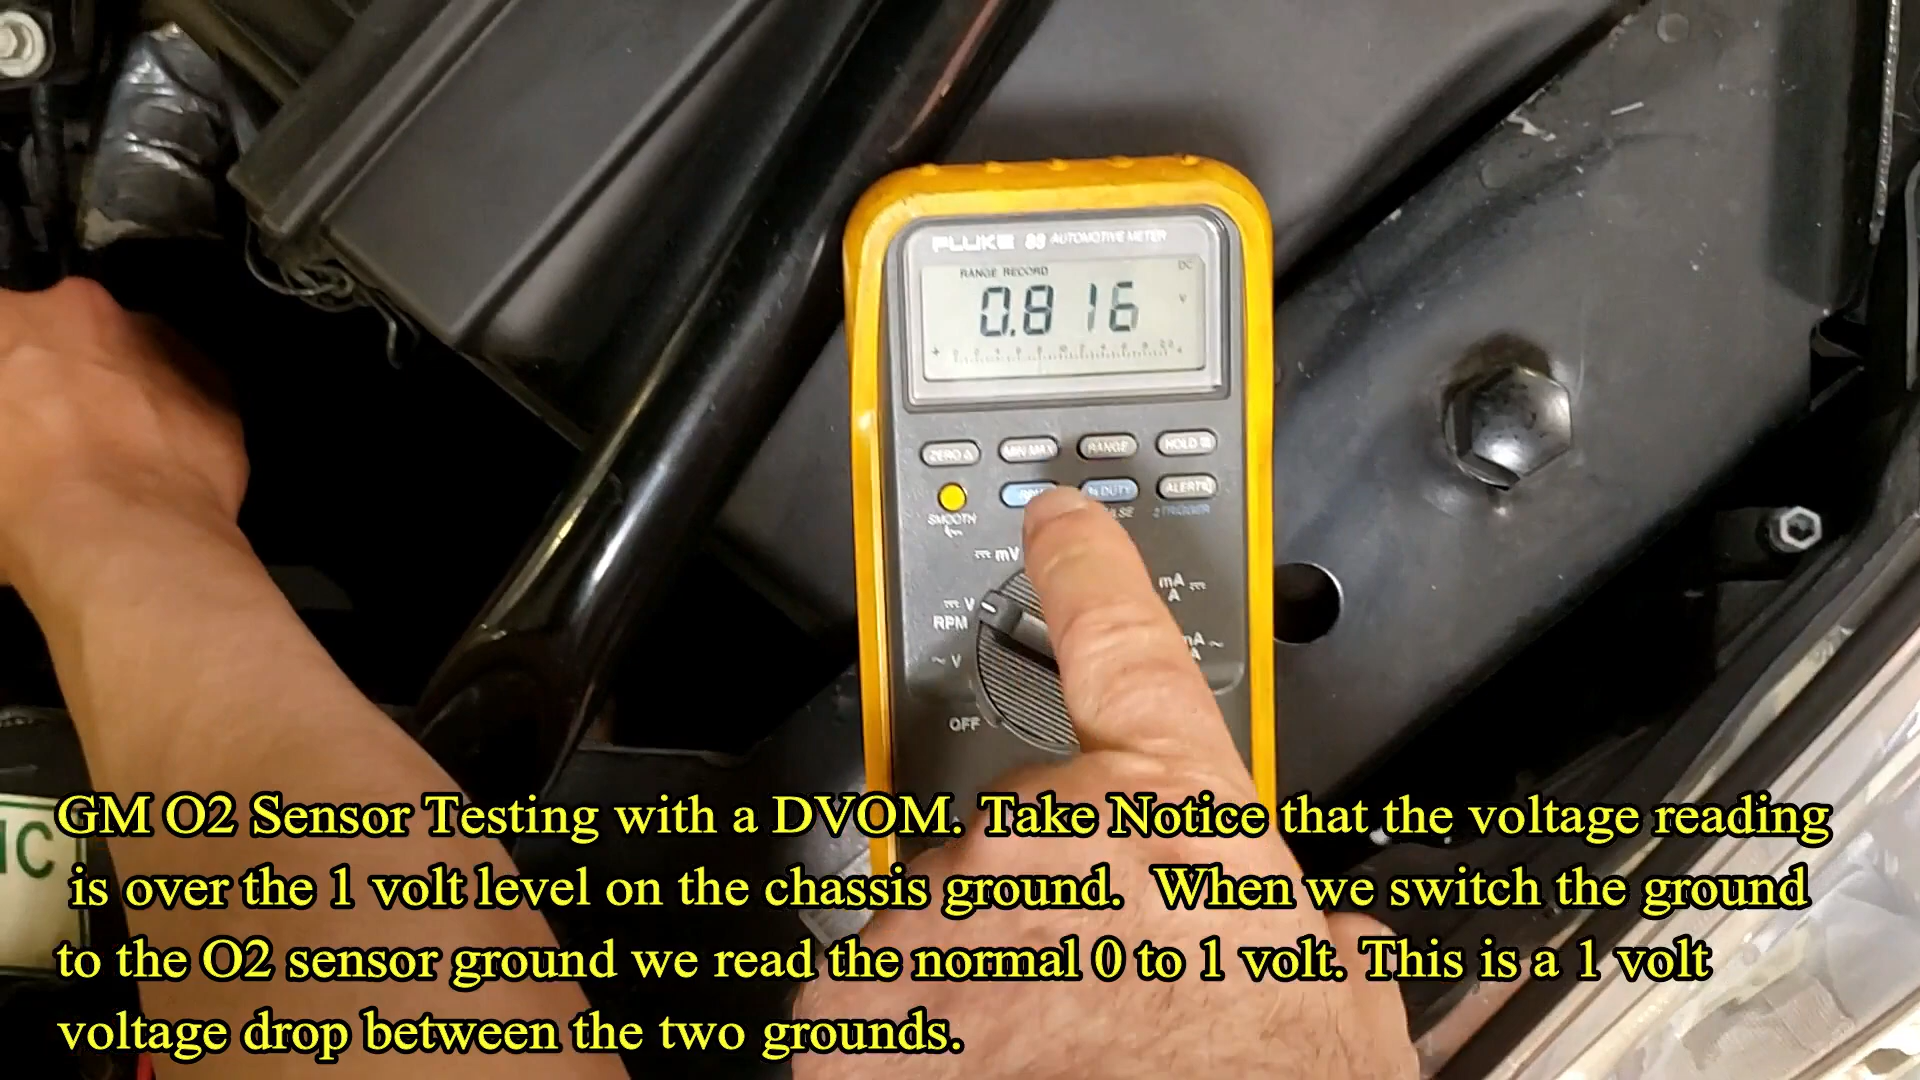 FLUKE 88 AUTOMOTIVE METER
RANGE RECORD DC
0.816 V
ZERO Δ MIN MAX RANGE HOLD
% DUTY ALERT
SMOOTH TRIGGER
mV
mA
A
V
RPM
V
OFF
GM O2 Sensor Testing with a DVOM. Take Notice that the voltage reading
is over the 1 volt level on the chassis ground. When we switch the ground
to the O2 sensor ground we read the normal 0 to 1 volt. This is a 1 volt
voltage drop between the two grounds.